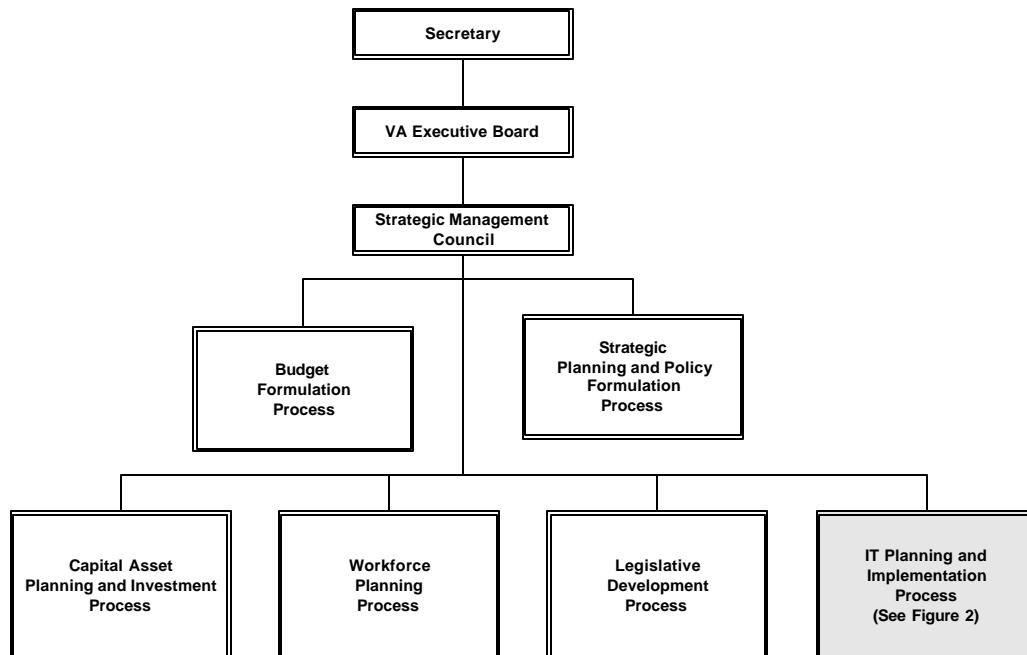 Secretary
VA Executive Board
Strategic Management
Council
Budget
Formulation
Process
Strategic
Planning and Policy
Formulation
Process
Capital Asset
Planning and Investment
Process
Workforce
Planning
Process
Legislative
Development
Process
IT Planning and
Implementation
Process
(See Figure 2)